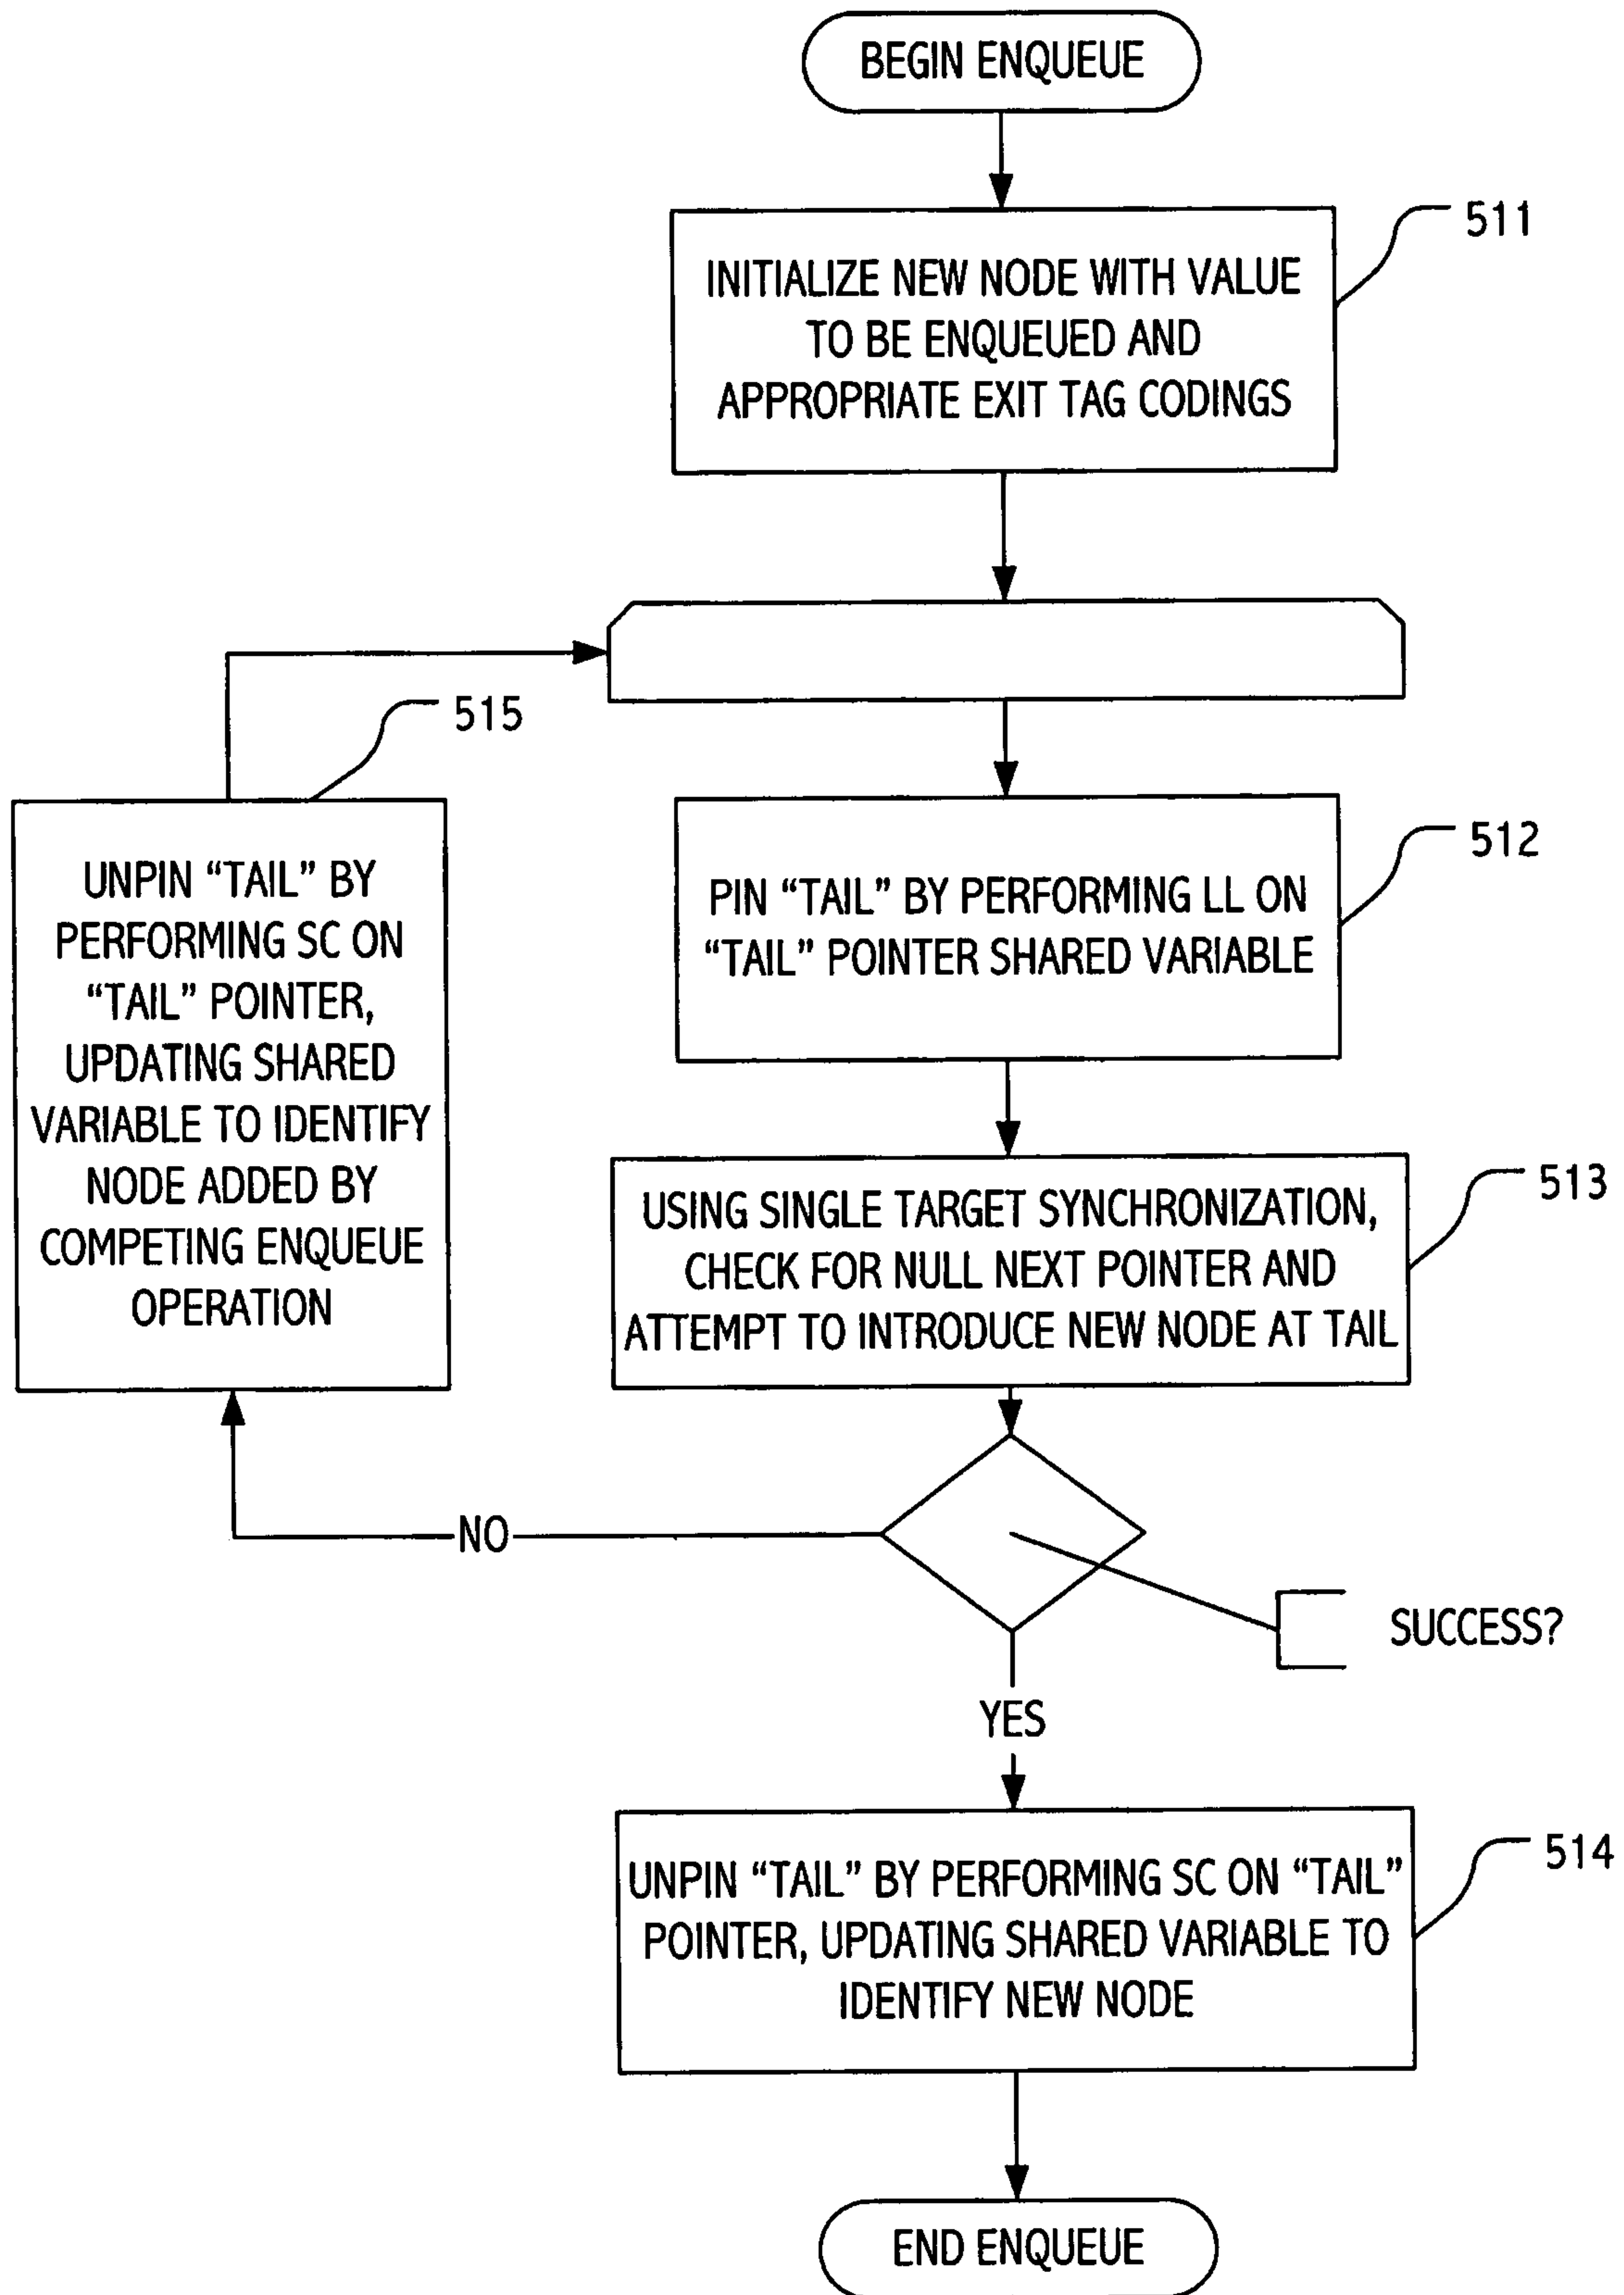 BEGIN ENQUEUE
511
INITIALIZE NEW NODE WITH VALUE
TO BE ENQUEUED AND
APPROPRIATE EXIT TAG CODINGS
515
UNPIN “TAIL” BY
PERFORMING SC ON
“TAIL” POINTER,
UPDATING SHARED
VARIABLE TO IDENTIFY
NODE ADDED BY
COMPETING ENQUEUE
OPERATION
512
PIN “TAIL” BY PERFORMING LL ON
“TAIL” POINTER SHARED VARIABLE
513
USING SINGLE TARGET SYNCHRONIZATION,
CHECK FOR NULL NEXT POINTER AND
ATTEMPT TO INTRODUCE NEW NODE AT TAIL
NO
SUCCESS?
YES
514
UNPIN “TAIL” BY PERFORMING SC ON “TAIL”
POINTER, UPDATING SHARED VARIABLE TO
IDENTIFY NEW NODE
END ENQUEUE